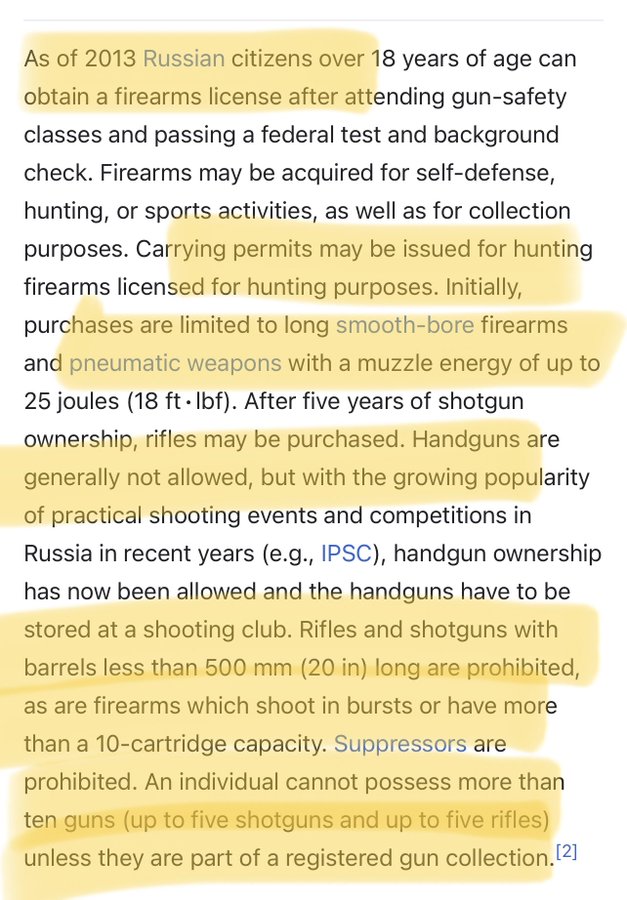 As of 2013 Russian citizens over 18 years of age can
obtain a firearms license after attending gun-safety
classes and passing a federal test and background
check. Firearms may be acquired for self-defense,
hunting, or sports activities, as well as for collection
purposes. Carrying permits may be issued for hunting
firearms licensed for hunting purposes. Initially,
purchases are limited to long smooth-bore firearms
and pneumatic weapons with a muzzle energy of up to
25 joules (18 ft⋅lbf). After five years of shotgun
ownership, rifles may be purchased. Handguns are
generally not allowed, but with the growing popularity
of practical shooting events and competitions in
Russia in recent years (e.g., IPSC), handgun ownership
has now been allowed and the handguns have to be
stored at a shooting club. Rifles and shotguns with
barrels less than 500 mm (20 in) long are prohibited,
as are firearms which shoot in bursts or have more
than a 10-cartridge capacity. Suppressors are
prohibited. An individual cannot possess more than
ten guns (up to five shotguns and up to five rifles)
unless they are part of a registered gun collection.[2]